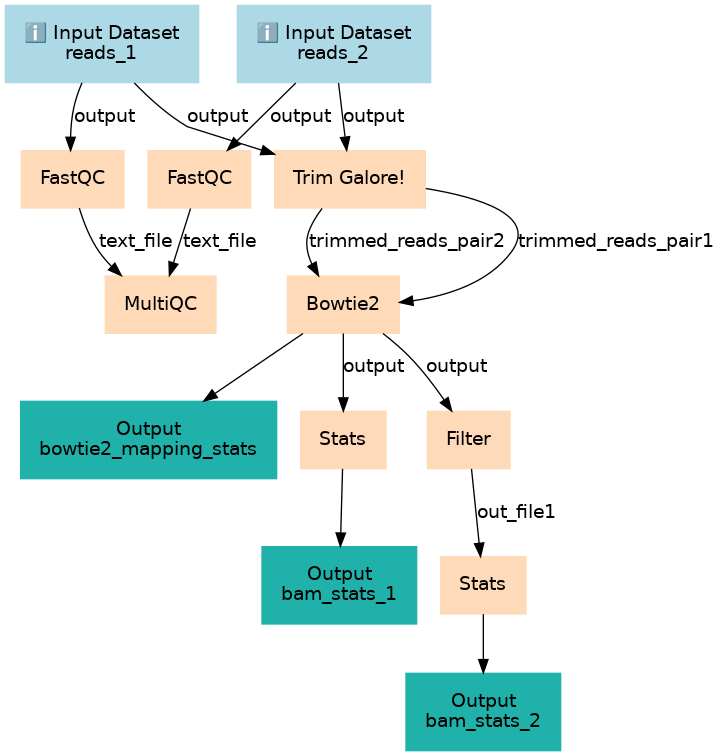 ℹ️ Input Dataset
reads_1
ℹ️ Input Dataset
reads_2
output
output
output
output
FastQC
FastQC
Trim Galore!
text_file
text_file
trimmed_reads_pair2
trimmed_reads_pair1
MultiQC
Bowtie2
output
output
Output
bowtie2_mapping_stats
Stats
Filter
out_file1
Output
bam_stats_1
Stats
Output
bam_stats_2